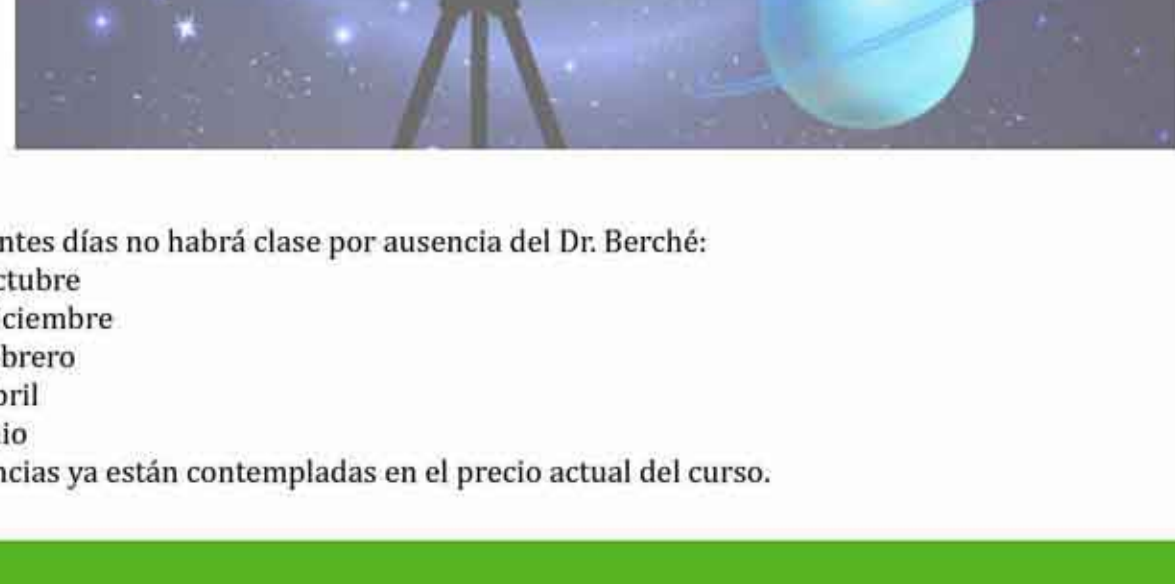 ntes días no habrá clase por ausencia del Dr. Berché:
ctubre
ciembre
brero
ril
io
ncias ya están contempladas en el precio actual del curso.